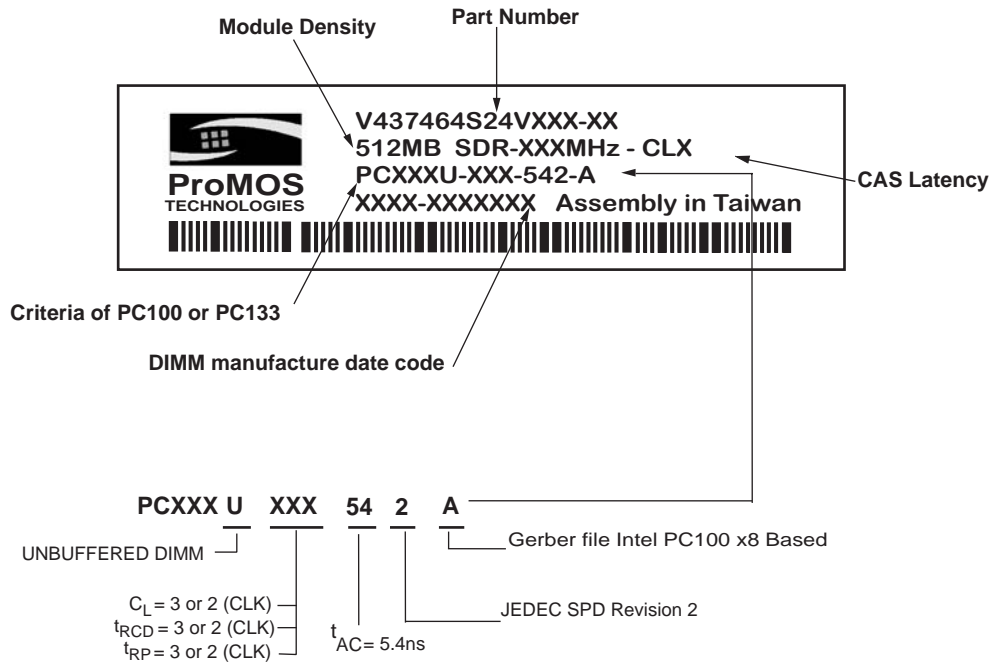 Module Density
Part Number
V437464S24VXXX-XX
512MB SDR-XXXMHz - CLX
PCXXXU-XXX-542-A
XXXX-XXXXXXX Assembly in Taiwan
ProMOS
TECHNOLOGIES
CAS Latency
Criteria of PC100 or PC133
DIMM manufacture date code
PCXXX U XXX 54 2 A
UNBUFFERED DIMM
Gerber file Intel PC100 x8 Based
CL = 3 or 2 (CLK)
tRCD = 3 or 2 (CLK)
tRP = 3 or 2 (CLK)
tAC = 5.4ns
JEDEC SPD Revision 2